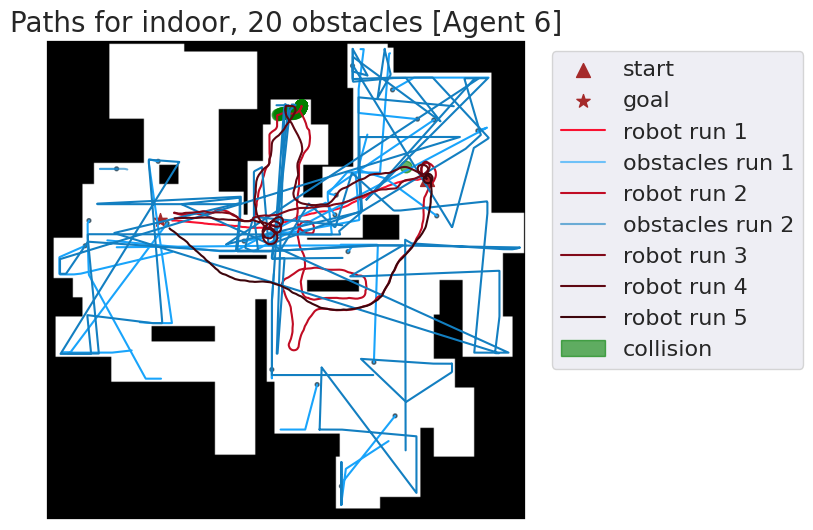 Paths for indoor, 20 obstacles [Agent 6]
start
goal
robot run 1
obstacles run 1
robot run 2
obstacles run 2
robot run 3
robot run 4
robot run 5
collision